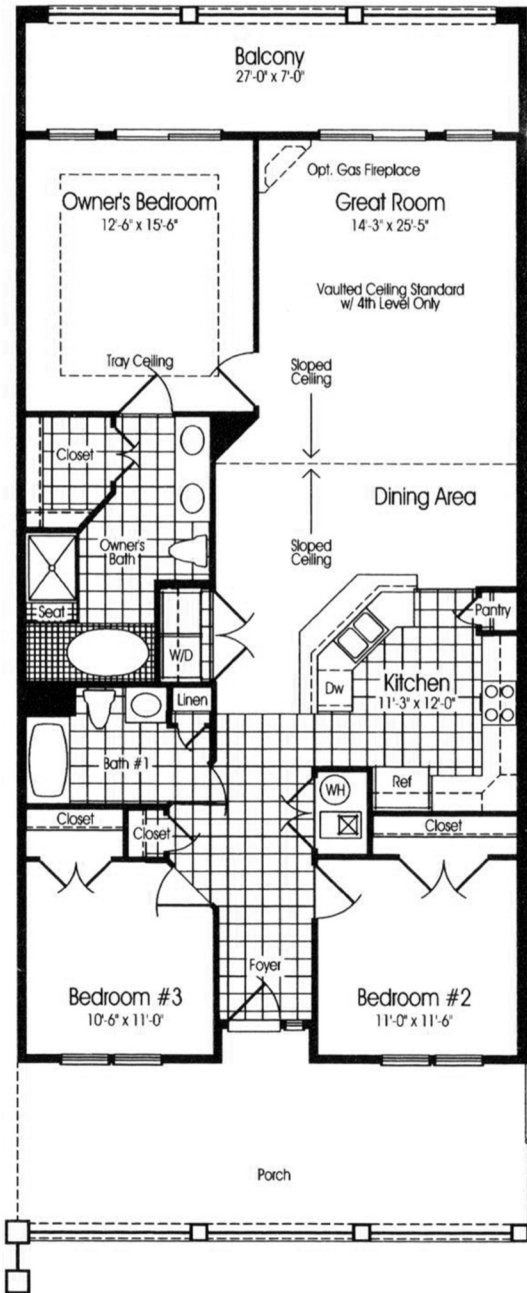 Balcony
27'-0" x 7'-0"
Opt. Gas Fireplace
Owner's Bedroom
12'-6" x 15'-6"
Great Room
14'-3" x 25'-5"
Vaulted Ceiling Standard
w/ 4th Level Only
Tray Ceiling
Sloped
Ceiling
Closet
Dining Area
Owner's
Bath
Sloped
Ceiling
Seat
Pantry
W/D
Dw
Kitchen
11'-3" x 12'-0"
Linen
Bath #1
WH
Ref
Closet
Closet
Closet
Foyer
Bedroom #3
10'-6" x 11'-0"
Bedroom #2
11'-0" x 11'-6"
Porch